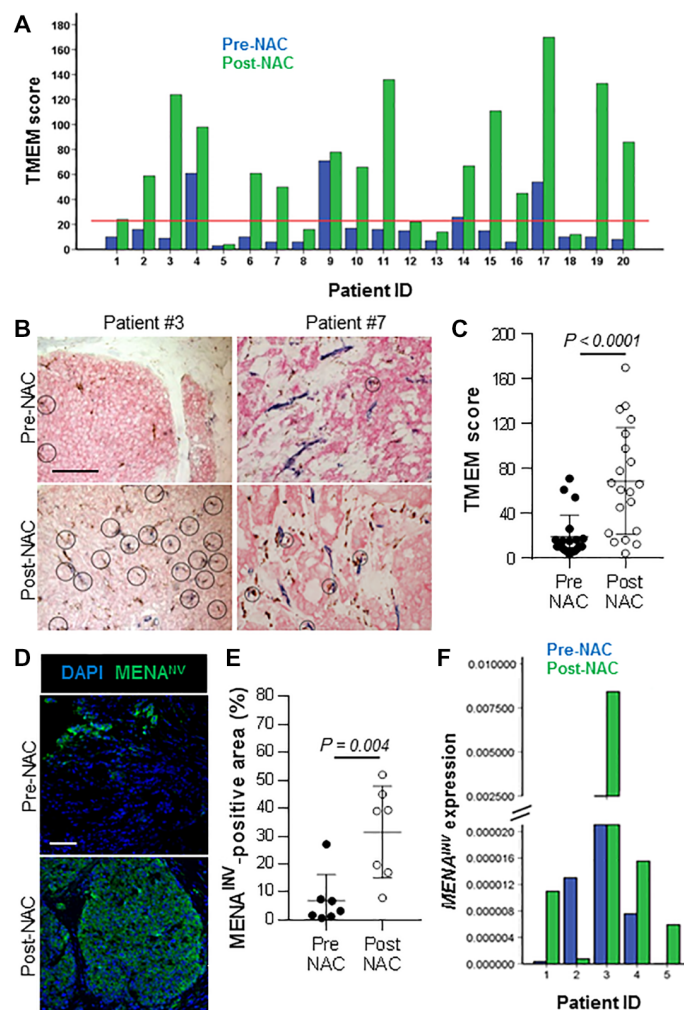 A
Pre-NAC
Post-NAC
TMEM score
180
160
140
120
100
80
60
40
20
0
1 2 3 4 5 6 7 8 9 10 11 12 13 14 15 16 17 18 19 20
Patient ID
B
Patient #3
Patient #7
Pre-NAC
Post-NAC
C
P < 0.0001
TMEM score
200
160
120
80
40
0
Pre
NAC
Post
NAC
D
DAPI MENA^INV
Pre-NAC
Post-NAC
E
P = 0.004
MENA^INV-positive area (%)
80
70
60
50
40
30
20
10
0
Pre
NAC
Post
NAC
F
Pre-NAC
Post-NAC
MENA^INV expression
0.010000
0.007500
0.005000
0.002500
0.000020
0.000016
0.000012
0.000008
0.000004
0.000000
1 2 3 4 5
Patient ID